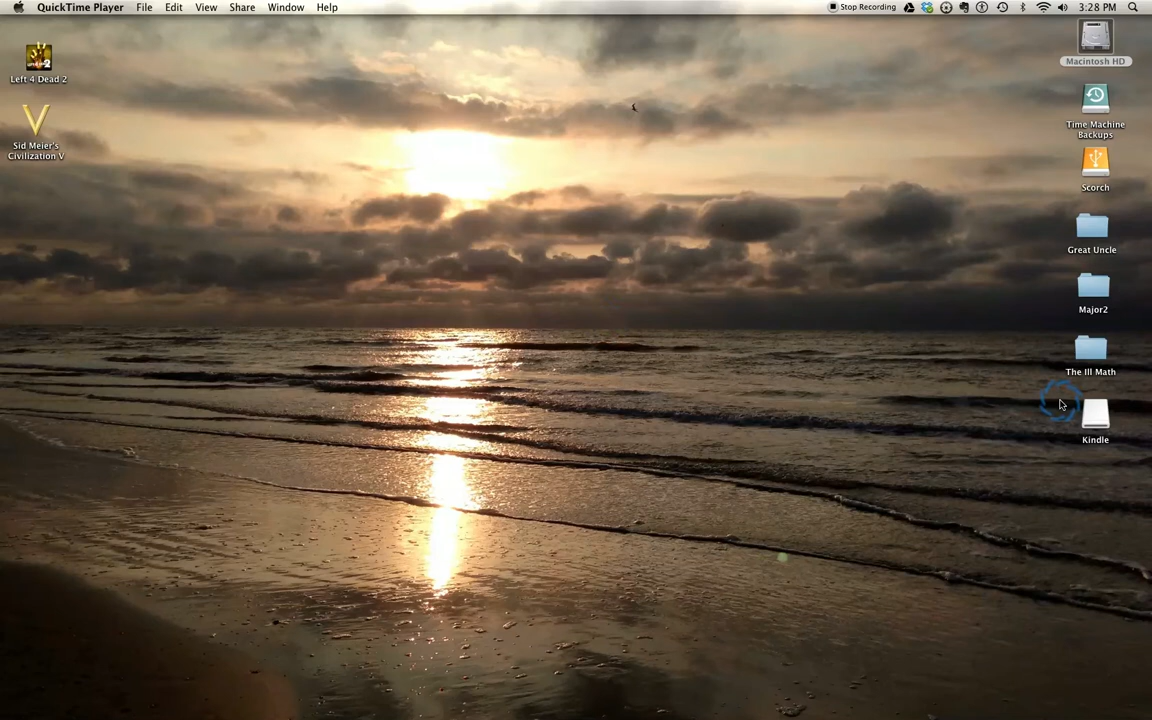 QuickTime Player File Edit View Share Window Help Stop Recording 3:28 PM
Left 4 Dead 2
Sid Meier's
Civilization V
Macintosh HD
Time Machine
Backups
Scorch
Great Uncle
Major2
The Ill Math
Kindle